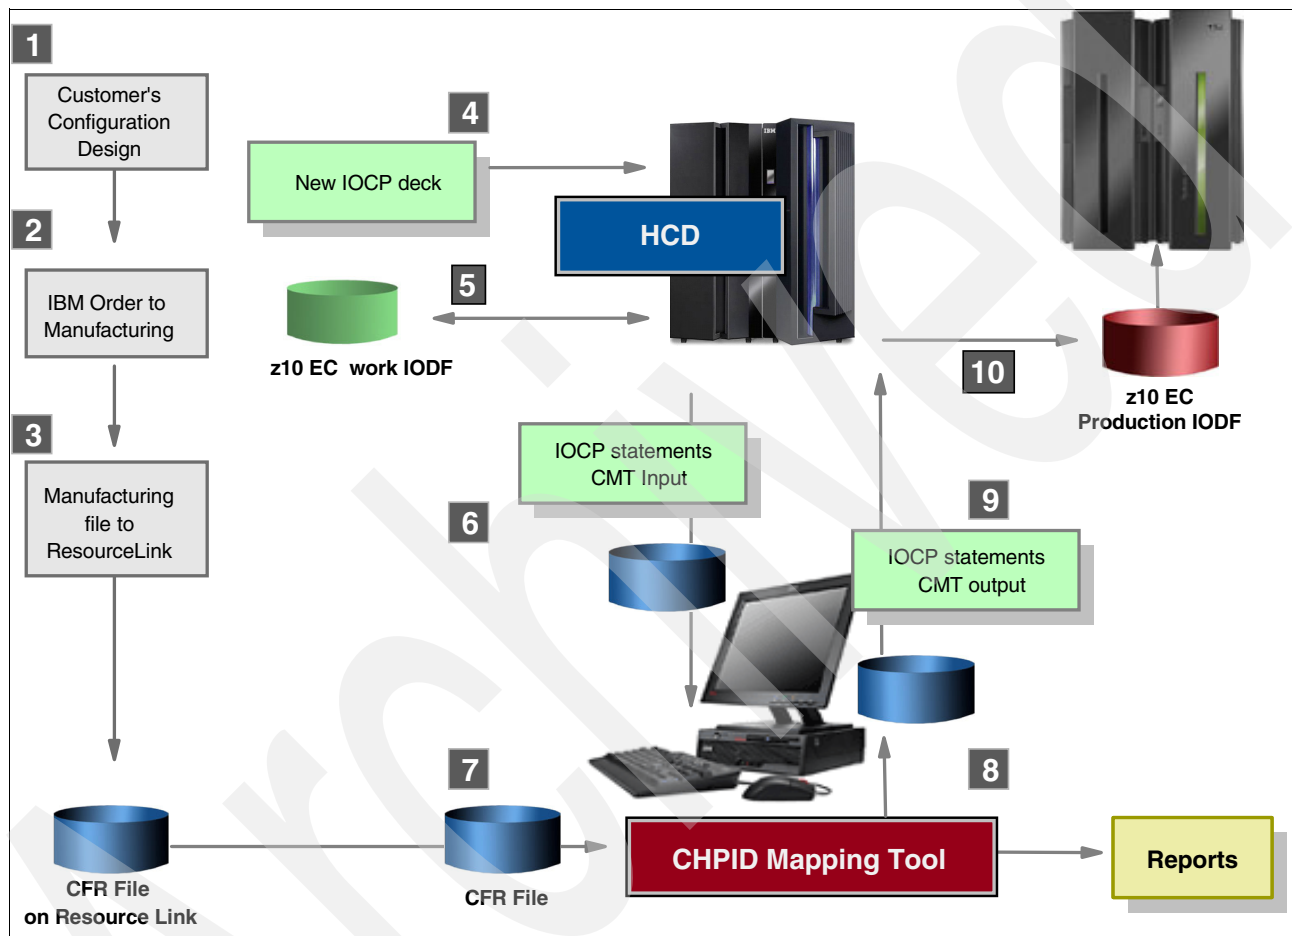 1
Customer's
Configuration
Design
2
IBM Order to
Manufacturing
3
Manufacturing
file to
ResourceLink
CFR File
on Resource Link
4
New IOCP deck
HCD
IBM
5
z10 EC work IODF
6
IOCP statements
CMT Input
7
CFR File
CHPID Mapping Tool
8
Reports
9
IOCP statements
CMT output
10
z10 EC
Production IODF
Archived